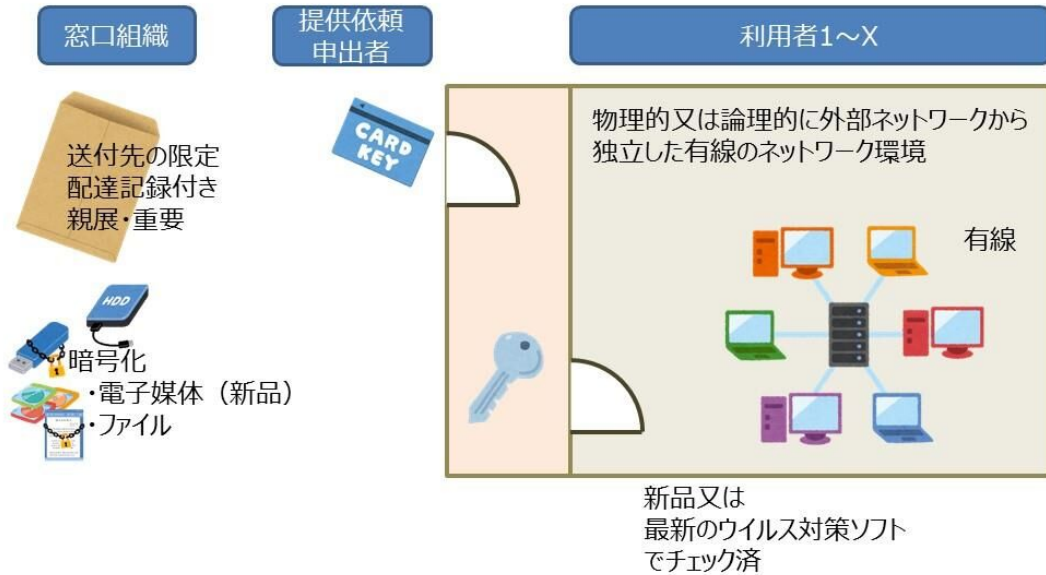 窓口組織
提供依頼
申出者
利用者1～X
送付先の限定
配達記録付き
親展・重要
CARD
KEY
物理的又は論理的に外部ネットワークから
独立した有線のネットワーク環境
有線
HDD
暗号化
・電子媒体（新品）
・ファイル
新品又は
最新のウイルス対策ソフト
でチェック済